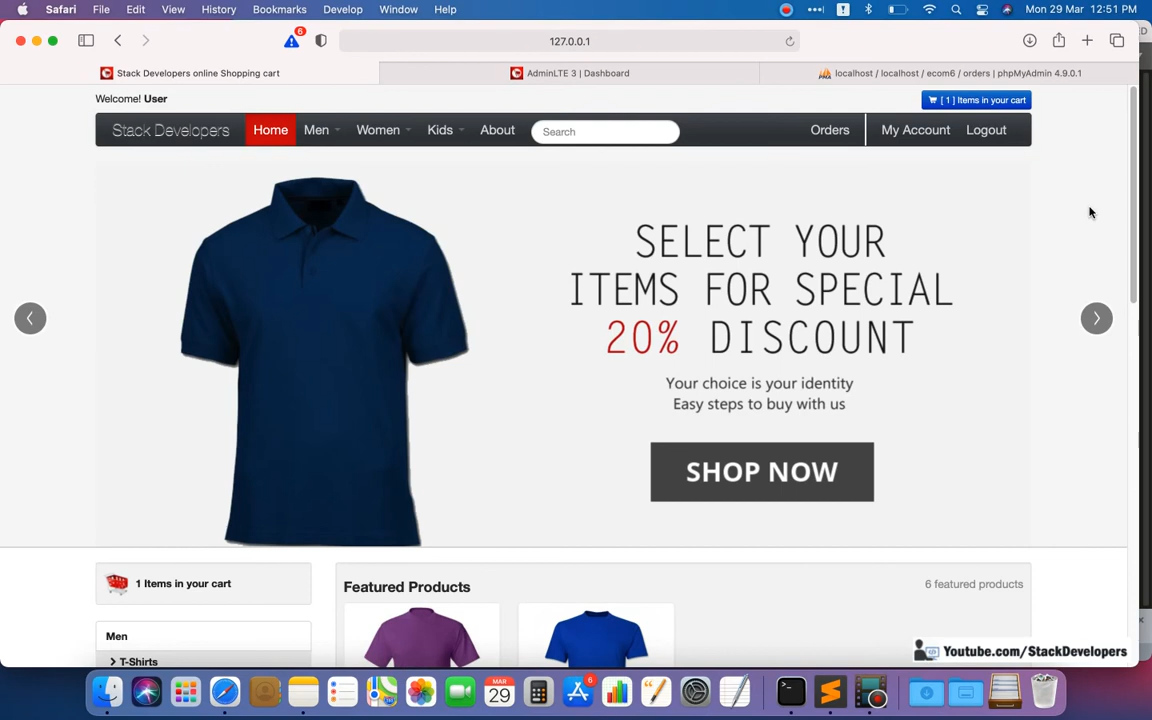 Safari File Edit View History Bookmarks Develop Window Help Mon 29 Mar 12:51 PM
6
127.0.0.1
Stack Developers online Shopping cart
AdminLTE 3 | Dashboard
localhost / localhost / ecom6 / orders | phpMyAdmin 4.9.0.1
Welcome! User
[ 1 ] Items in your cart
Stack Developers Home Men Women Kids About Search Orders My Account Logout
SELECT YOUR
ITEMS FOR SPECIAL
20% DISCOUNT
Your choice is your identity
Easy steps to buy with us
SHOP NOW
1 Items in your cart
Featured Products
6 featured products
Men
T-Shirts
Youtube.com/StackDevelopers
MAR
29
6